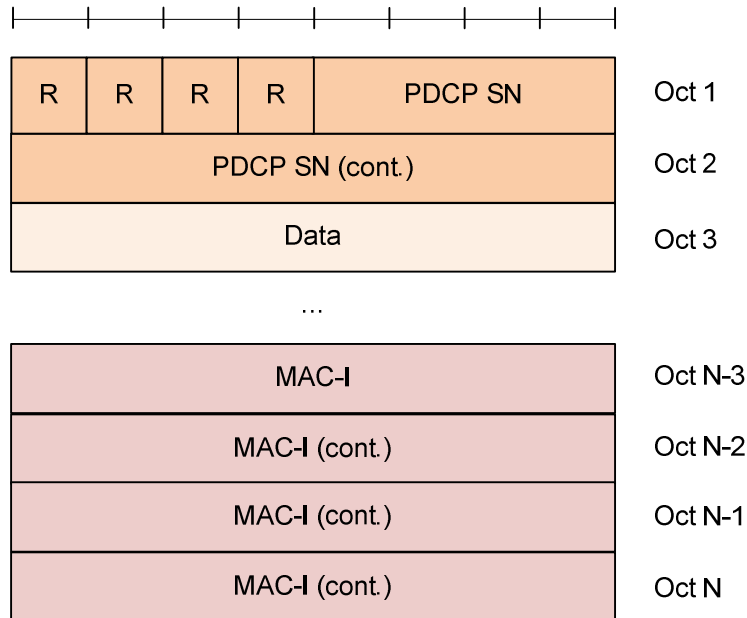 R R R R PDCP SN Oct 1
PDCP SN (cont.) Oct 2
Data Oct 3
...
MAC-I Oct N-3
MAC-I (cont.) Oct N-2
MAC-I (cont.) Oct N-1
MAC-I (cont.) Oct N